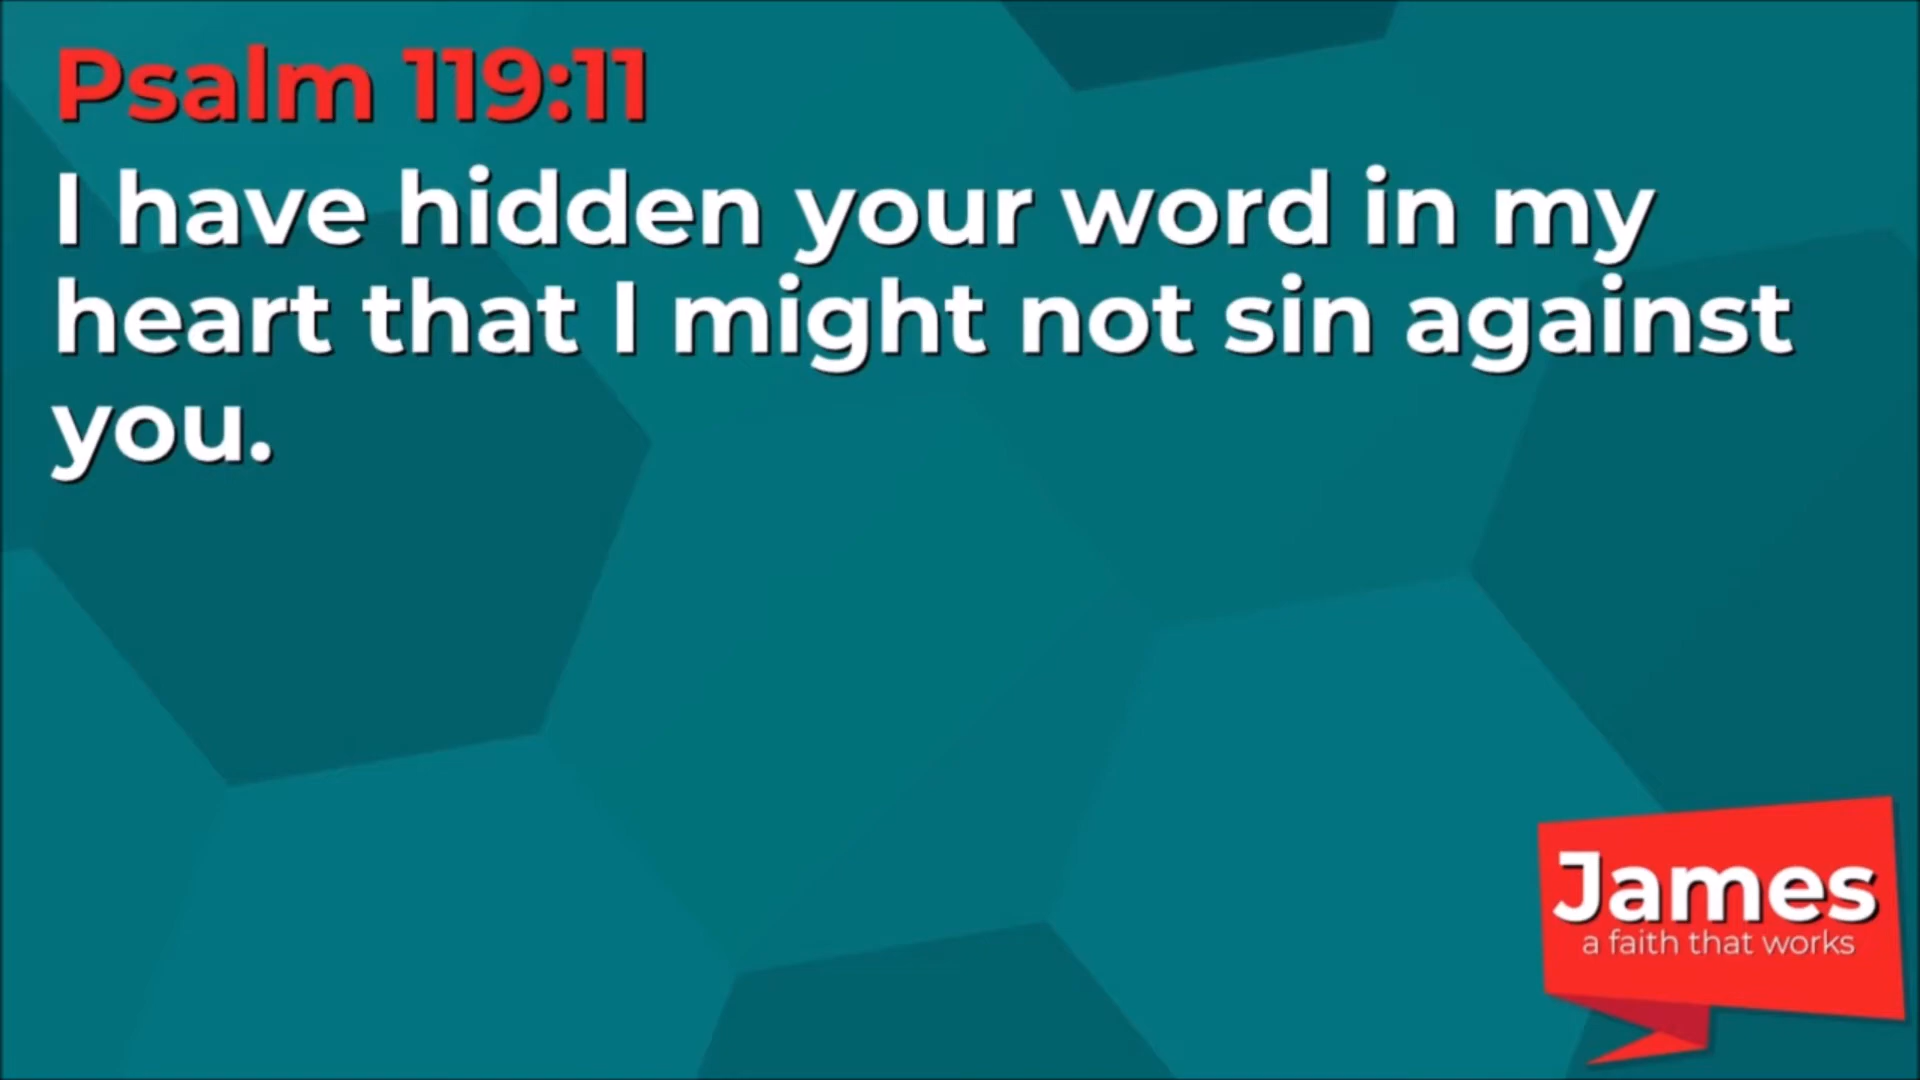 Psalm 119:11
I have hidden your word in my
heart that I might not sin against
you.
James
a faith that works